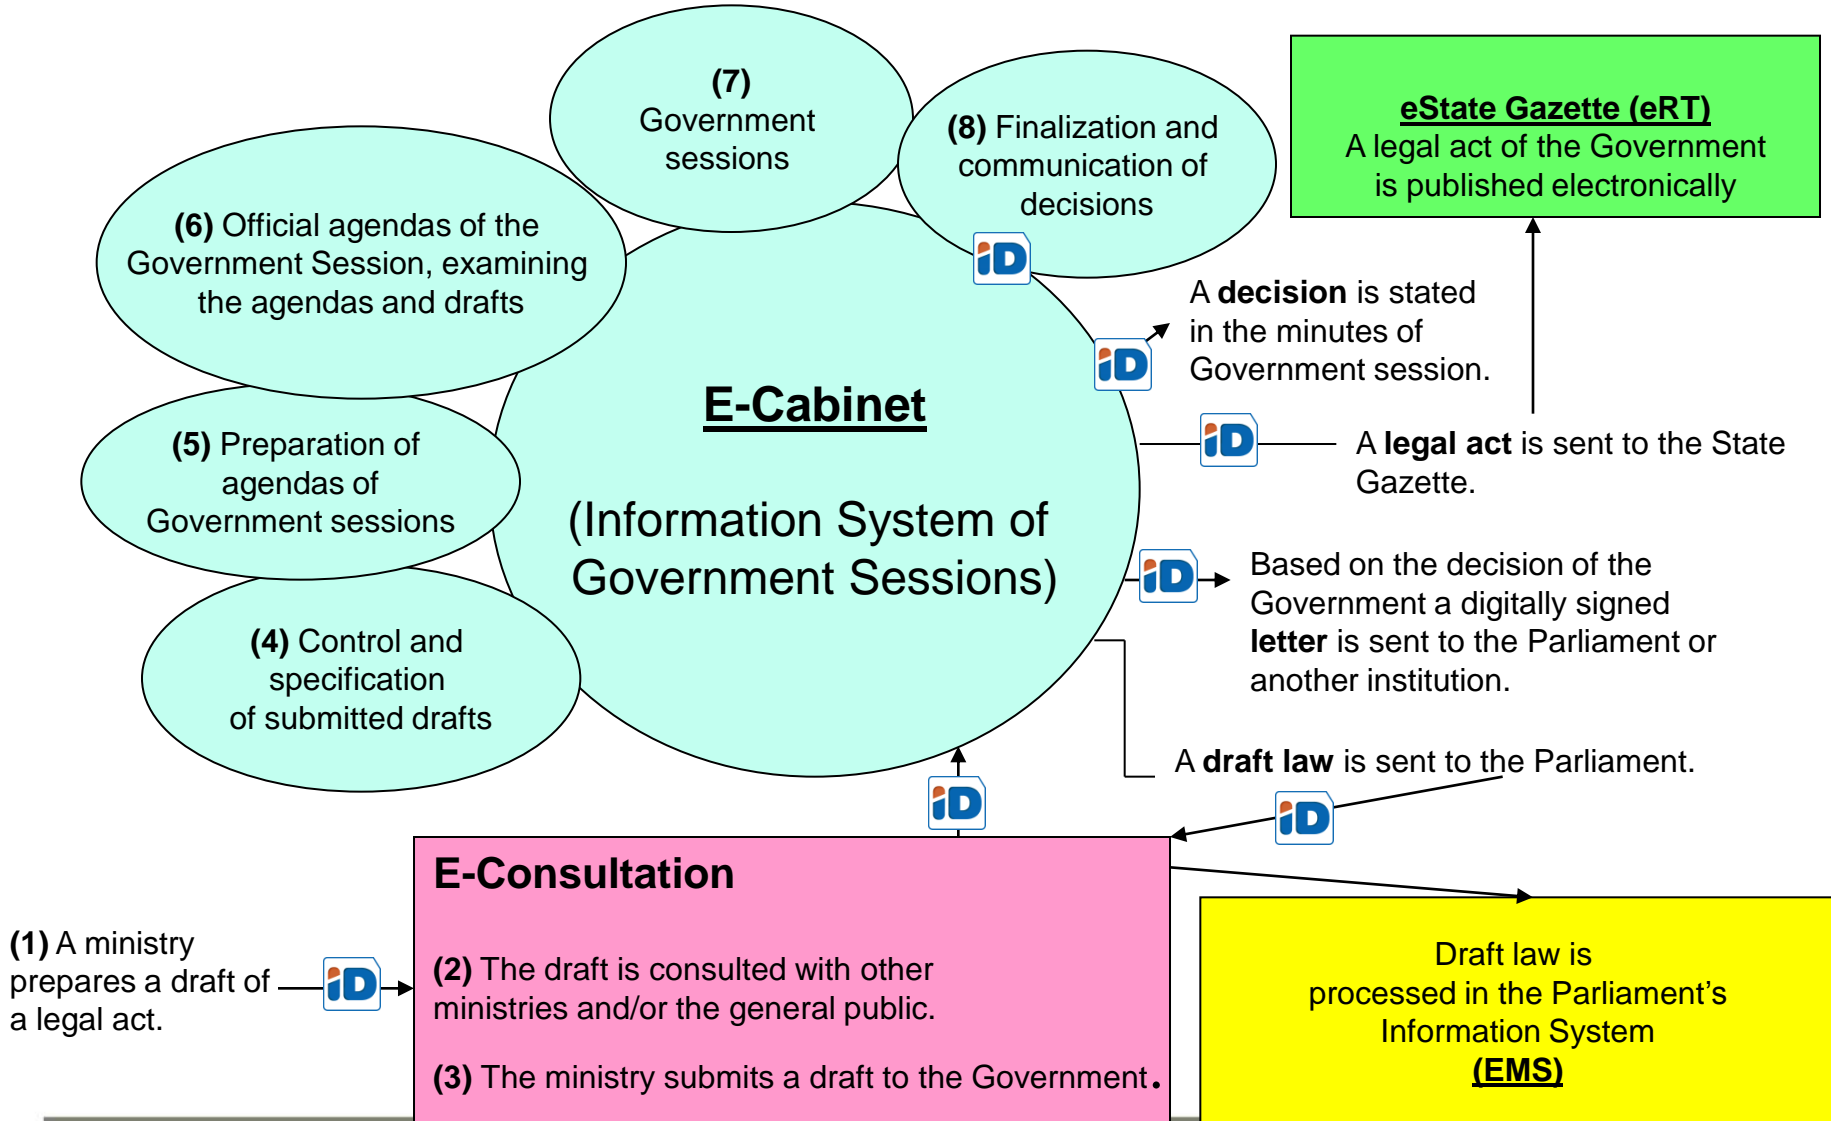 (7)
Government
sessions
(8) Finalization and
communication of
decisions
eState Gazette (eRT)
A legal act of the Government
is published electronically
(6) Official agendas of the
Government Session, examining
the agendas and drafts
iD
A decision is stated
in the minutes of
Government session.
iD
E-Cabinet
(Information System of
Government Sessions)
(5) Preparation of
agendas of
Government sessions
iD
A legal act is sent to the State
Gazette.
iD
Based on the decision of the
Government a digitally signed
letter is sent to the Parliament or
another institution.
(4) Control and
specification
of submitted drafts
A draft law is sent to the Parliament.
iD
iD
E-Consultation
(1) A ministry
prepares a draft of
a legal act.
iD
(2) The draft is consulted with other
ministries and/or the general public.
(3) The ministry submits a draft to the Government.
Draft law is
processed in the Parliament’s
Information System
(EMS)